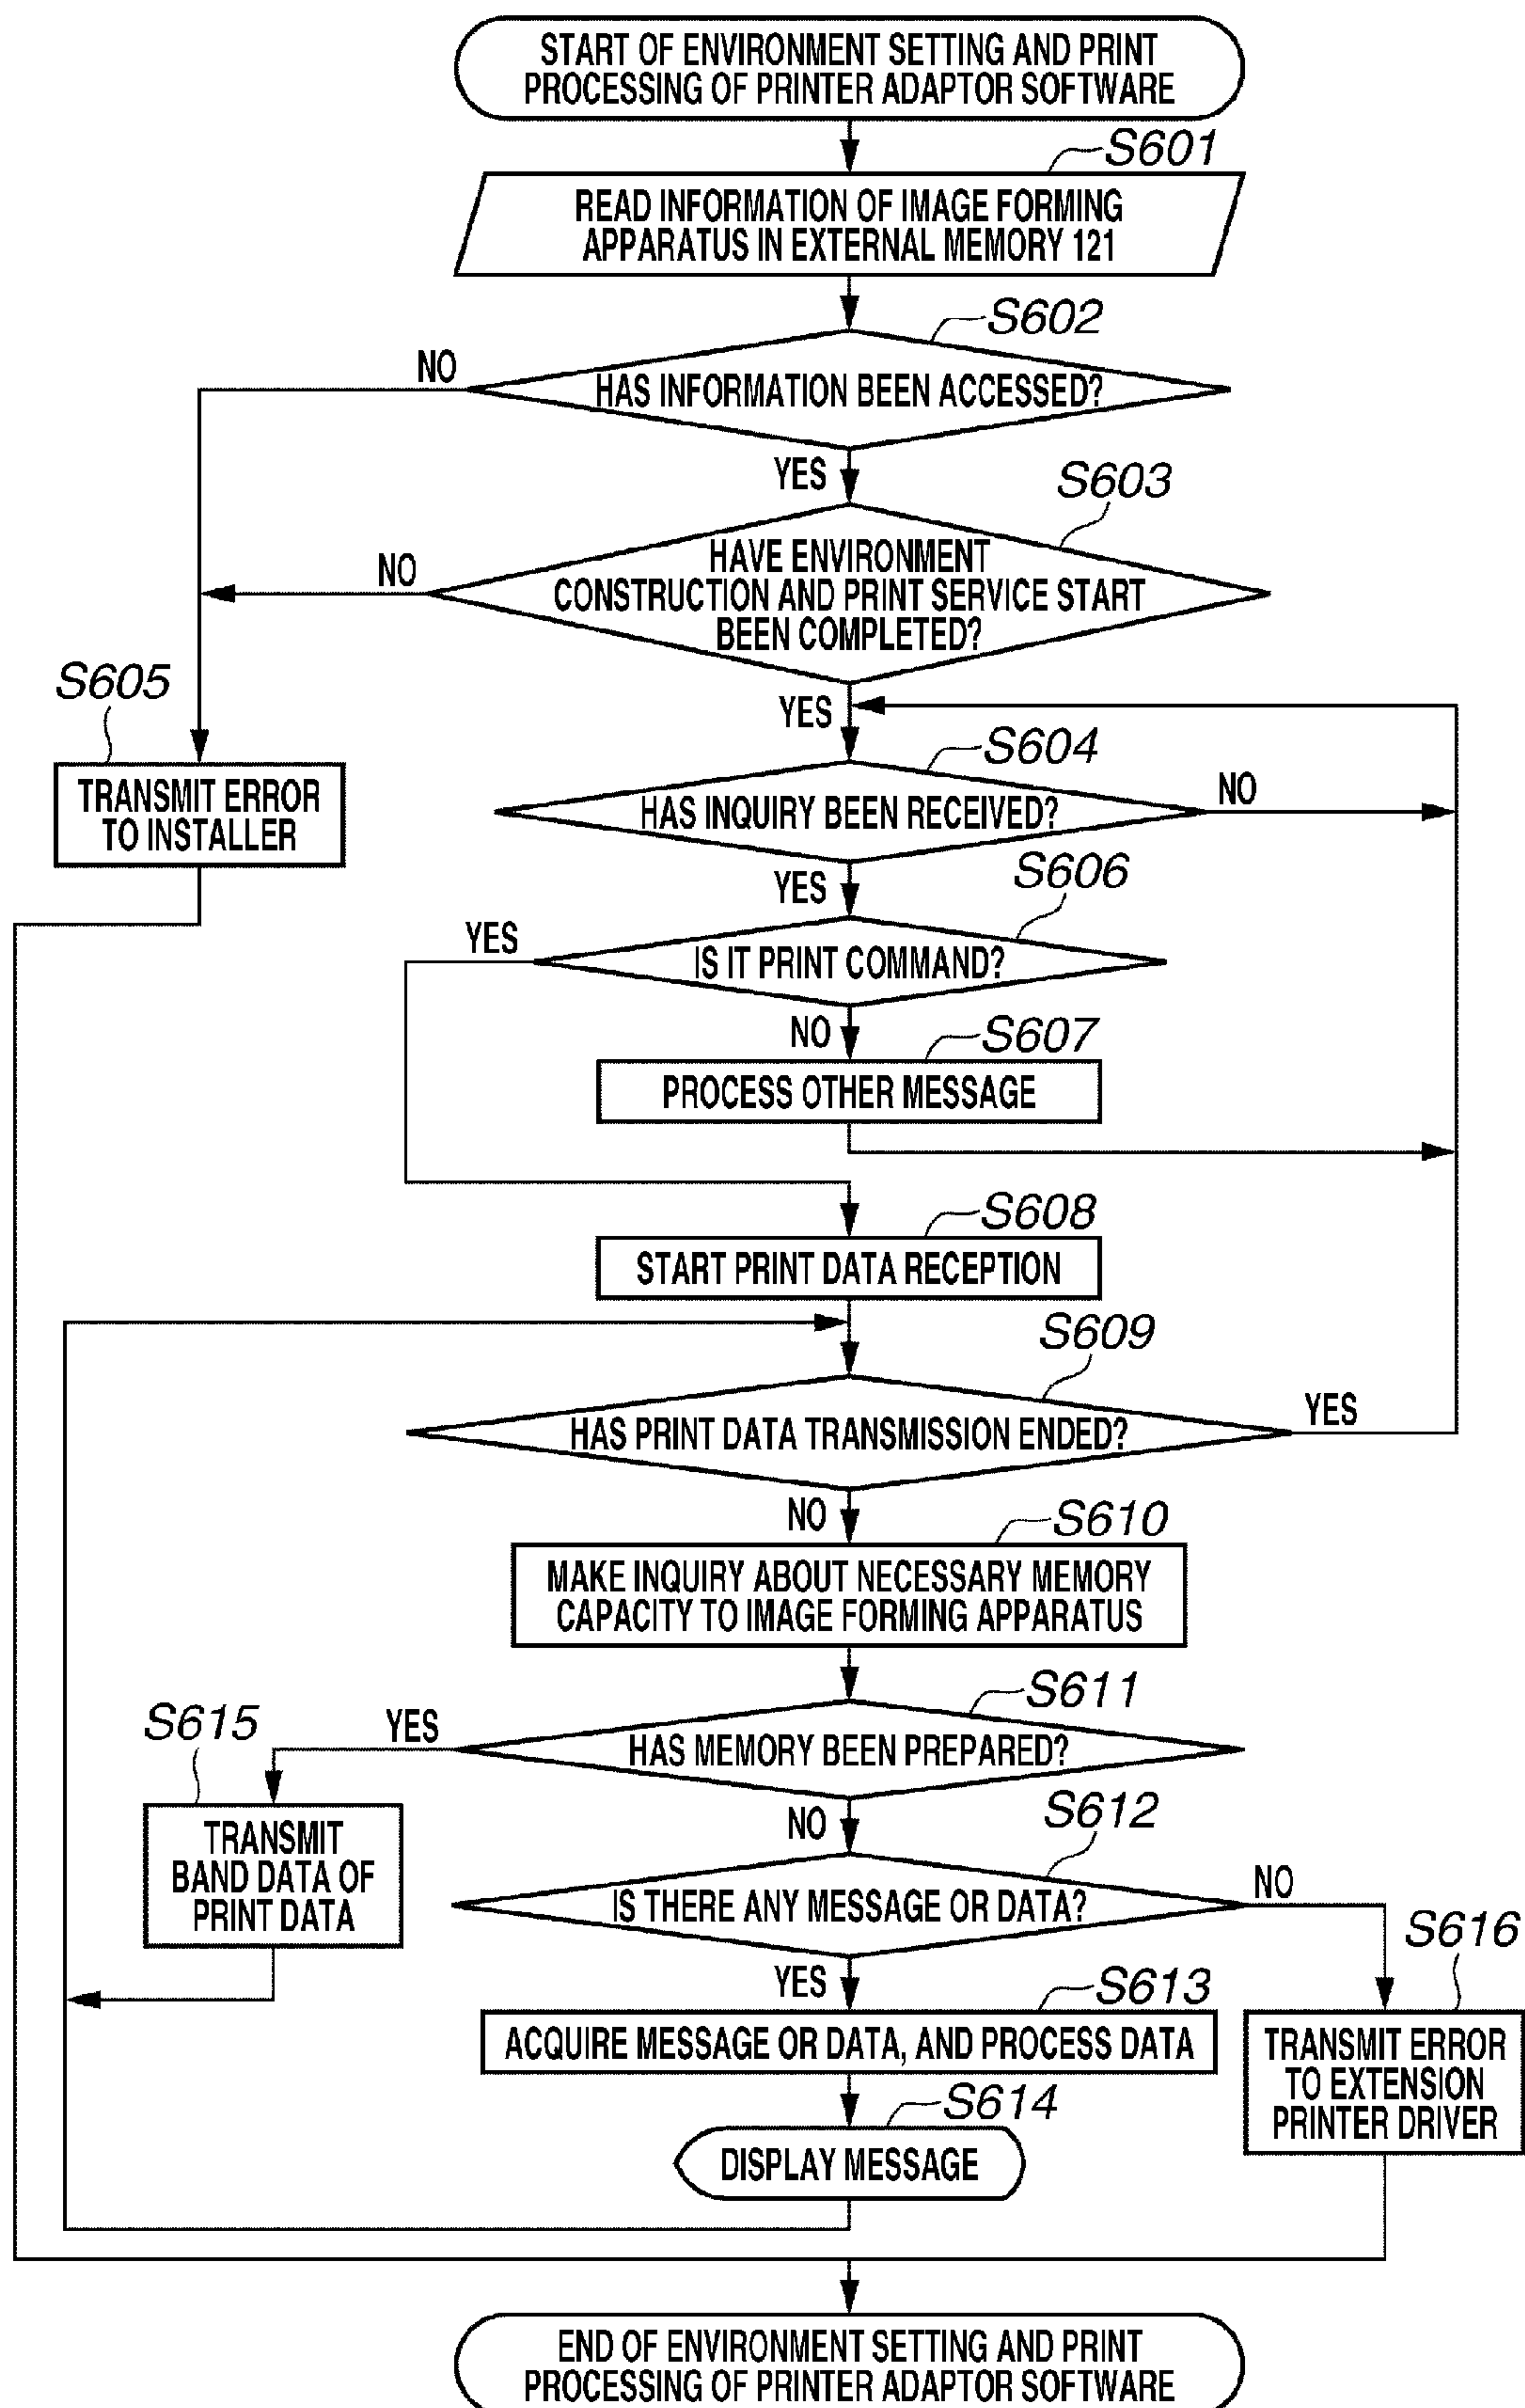 START OF ENVIRONMENT SETTING AND PRINT
PROCESSING OF PRINTER ADAPTOR SOFTWARE
S601
READ INFORMATION OF IMAGE FORMING
APPARATUS IN EXTERNAL MEMORY 121
S602
NO
HAS INFORMATION BEEN ACCESSED?
YES
S603
NO
HAVE ENVIRONMENT
CONSTRUCTION AND PRINT SERVICE START
BEEN COMPLETED?
S605
YES
S604
TRANSMIT ERROR
TO INSTALLER
HAS INQUIRY BEEN RECEIVED?
NO
YES
S606
YES
IS IT PRINT COMMAND?
NO
S607
PROCESS OTHER MESSAGE
S608
START PRINT DATA RECEPTION
S609
HAS PRINT DATA TRANSMISSION ENDED?
YES
NO
S610
MAKE INQUIRY ABOUT NECESSARY MEMORY
CAPACITY TO IMAGE FORMING APPARATUS
S611
S615
YES
HAS MEMORY BEEN PREPARED?
NO
S612
TRANSMIT
BAND DATA OF
PRINT DATA
IS THERE ANY MESSAGE OR DATA?
NO
S616
YES
S613
ACQUIRE MESSAGE OR DATA, AND PROCESS DATA
TRANSMIT ERROR
TO EXTENSION
PRINTER DRIVER
S614
DISPLAY MESSAGE
END OF ENVIRONMENT SETTING AND PRINT
PROCESSING OF PRINTER ADAPTOR SOFTWARE